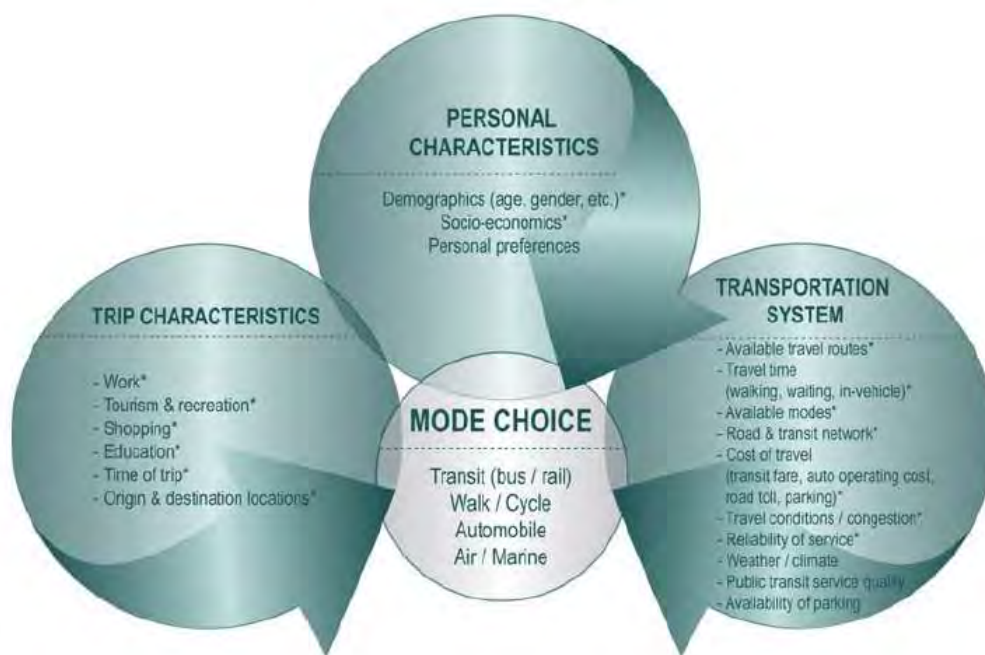 PERSONAL
CHARACTERISTICS
Demographics (age, gender, etc.)*
Socio-economics*
Personal preferences
TRIP CHARACTERISTICS
- Work*
- Tourism & recreation*
- Shopping*
- Education*
- Time of trip*
- Origin & destination locations*
MODE CHOICE
Transit (bus / rail)
Walk / Cycle
Automobile
Air / Marine
TRANSPORTATION
SYSTEM
- Available travel routes*
- Travel time
(walking, waiting, in-vehicle)*
- Available modes*
- Road & transit network*
- Cost of travel
(transit fare, auto operating cost,
road toll, parking)*
- Travel conditions / congestion*
- Reliability of service*
- Weather / climate
- Public transit service quality
- Availability of parking